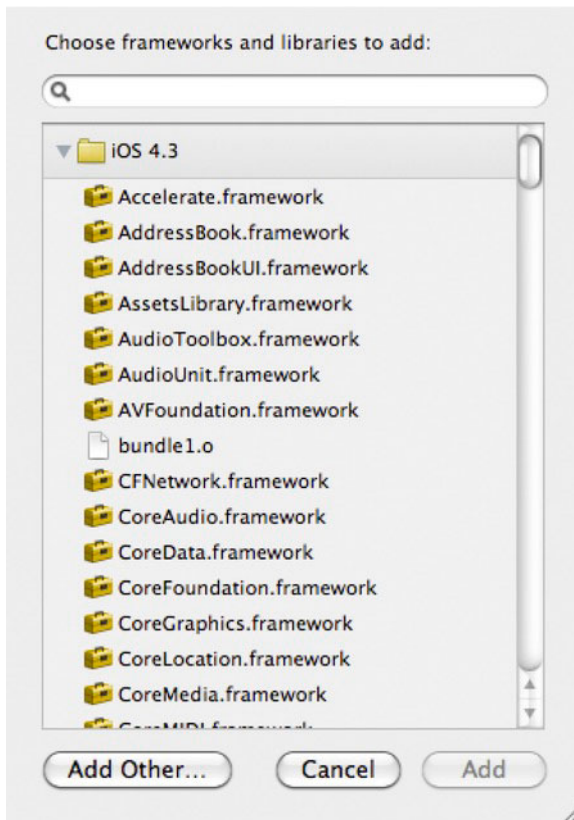 Choose frameworks and libraries to add:
iOS 4.3
Accelerate.framework
AddressBook.framework
AddressBookUI.framework
AssetsLibrary.framework
AudioToolbox.framework
AudioUnit.framework
AVFoundation.framework
bundle1.o
CFNetwork.framework
CoreAudio.framework
CoreData.framework
CoreFoundation.framework
CoreGraphics.framework
CoreLocation.framework
CoreMedia.framework
CoreMIDI.framework
Add Other... Cancel Add